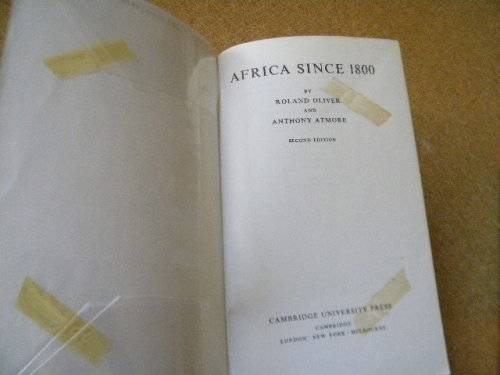 AFRICA SINCE 1800
BY
ROLAND OLIVER
AND
ANTHONY ATMORE
SECOND EDITION
CAMBRIDGE UNIVERSITY PRESS
CAMBRIDGE
LONDON · NEW YORK · MELBOURNE